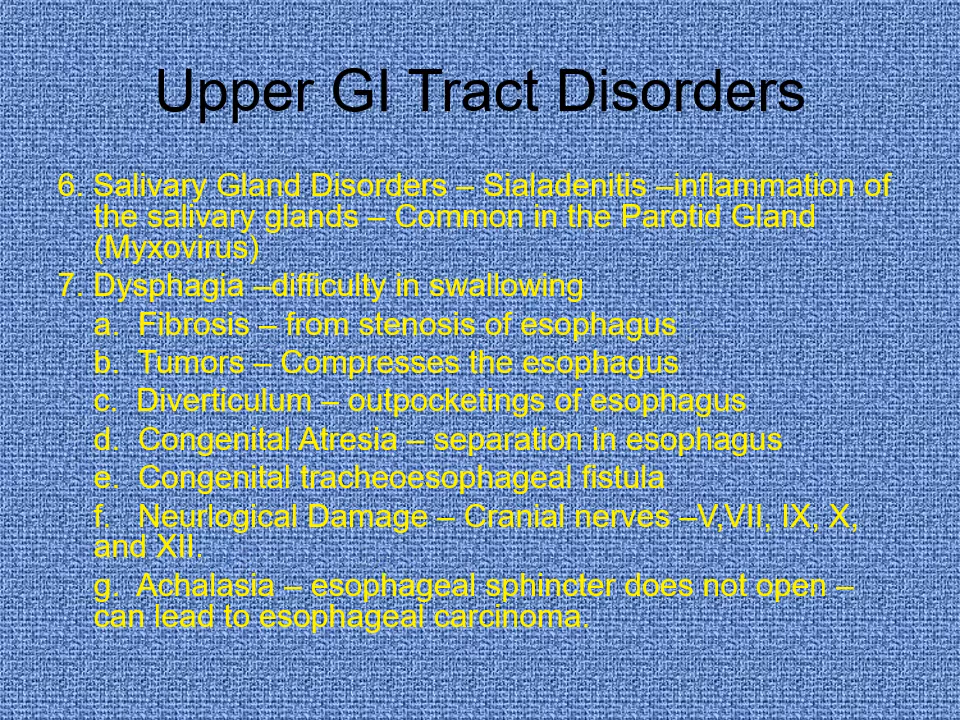 Upper GI Tract Disorders
6. Salivary Gland Disorders – Sialadenitis –inflammation of
the salivary glands – Common in the Parotid Gland
(Myxovirus)
7. Dysphagia –difficulty in swallowing
a. Fibrosis – from stenosis of esophagus
b. Tumors – Compresses the esophagus
c. Diverticulum – outpocketings of esophagus
d. Congenital Atresia – separation in esophagus
e. Congenital tracheoesophageal fistula
f. Neurlogical Damage – Cranial nerves –V,VII, IX, X,
and XII.
g. Achalasia – esophageal sphincter does not open –
can lead to esophageal carcinoma.